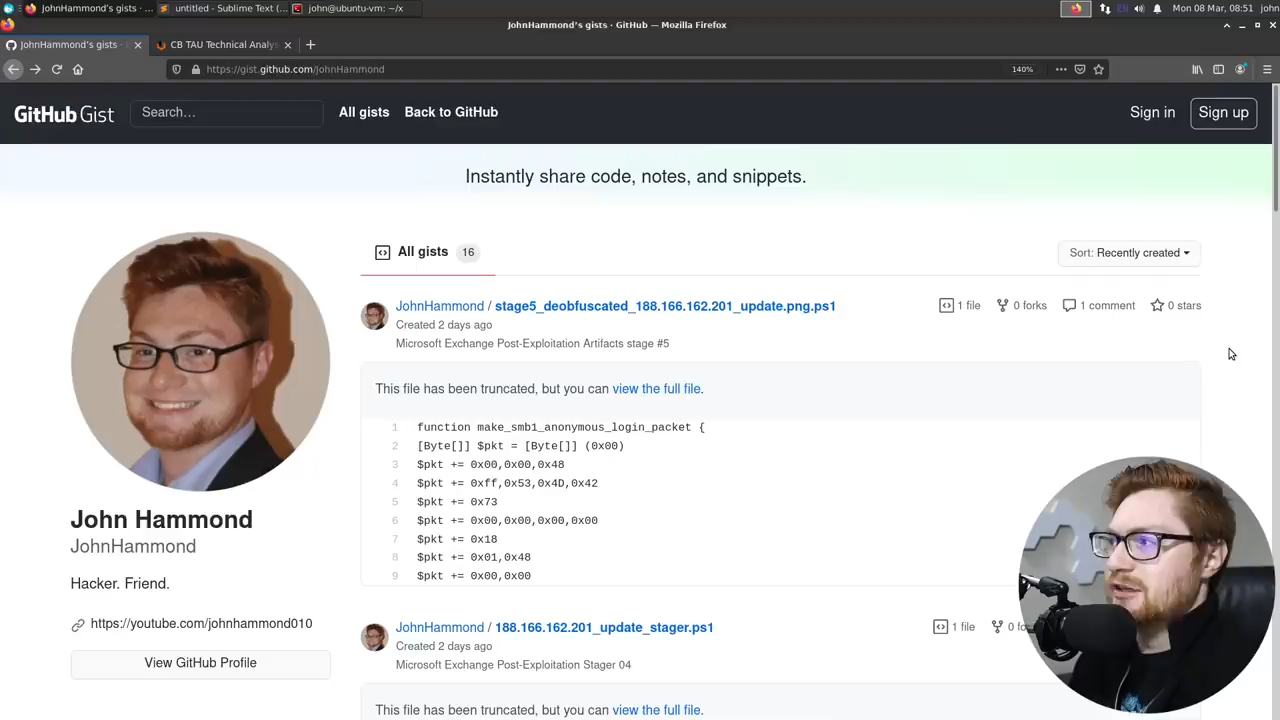 JohnHammond's gists · ...
untitled - Sublime Text (...
john@ubuntu-vm: ~/x
EN
Mon 08 Mar, 08:51
john
JohnHammond's gists · GitHub — Mozilla Firefox
JohnHammond's gists ·
CB TAU Technical Analys
https://gist.github.com/JohnHammond
140%
GitHub Gist
Search...
All gists
Back to GitHub
Sign in
Sign up
Instantly share code, notes, and snippets.
All gists 16
Sort: Recently created
JohnHammond / stage5_deobfuscated_188.166.162.201_update.png.ps1
1 file
0 forks
1 comment
0 stars
Created 2 days ago
Microsoft Exchange Post-Exploitation Artifacts stage #5
This file has been truncated, but you can view the full file.
1 function make_smb1_anonymous_login_packet {
2 [Byte[]] $pkt = [Byte[]] (0x00)
3 $pkt += 0x00,0x00,0x48
4 $pkt += 0xff,0x53,0x4D,0x42
5 $pkt += 0x73
6 $pkt += 0x00,0x00,0x00,0x00
7 $pkt += 0x18
8 $pkt += 0x01,0x48
9 $pkt += 0x00,0x00
John Hammond
JohnHammond
Hacker. Friend.
https://youtube.com/johnhammond010
View GitHub Profile
JohnHammond / 188.166.162.201_update_stager.ps1
1 file
0 fo
Created 2 days ago
Microsoft Exchange Post-Exploitation Stager 04
This file has been truncated, but you can view the full file.